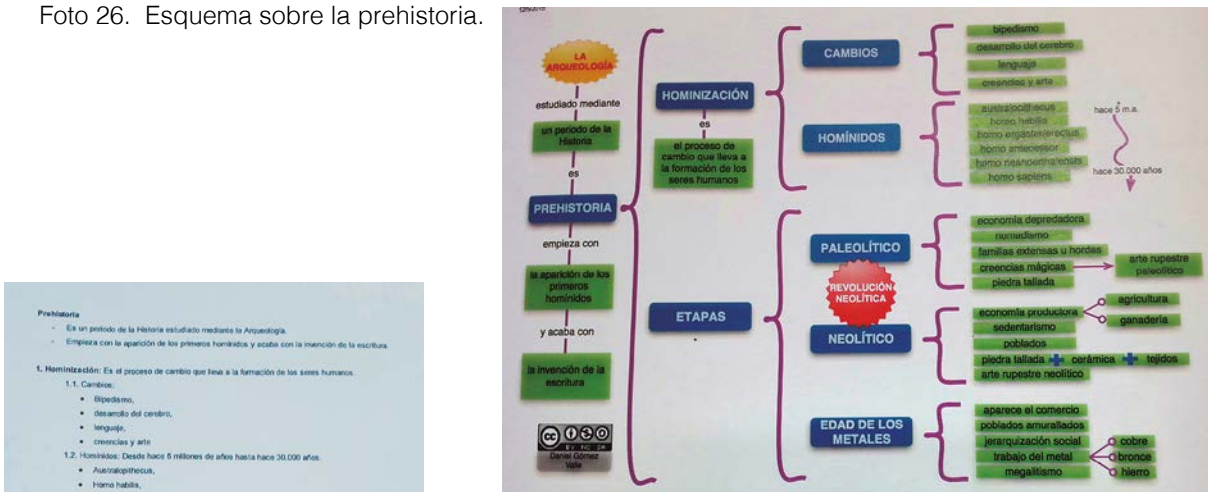 Foto 26. Esquema sobre la prehistoria.
LA
ARQUEOLOGÍA
estudiado mediante
un periodo de la
Historia
es
PREHISTORIA
empieza con
la aparición de los
primeros
homínidos
y acaba con
la invención de la
escritura
CC BY NC SA
Daniel Gómez
Valle
HOMINIZACIÓN
es
el proceso de
cambio que lleva a
la formación de los
seres humanos
CAMBIOS
bipedismo
desarrollo del cerebro
lenguaje
creencias y arte
HOMÍNIDOS
australopithecus
homo habilis
homo ergaster/erectus
homo antecessor
homo neanderthalensis
homo sapiens
hace 5 m.a.
hace 30.000 años
ETAPAS
PALEOLÍTICO
economía depredadora
nomadismo
familias extensas u hordas
creencias mágicas
arte rupestre
paleolítico
piedra tallada
REVOLUCIÓN
NEOLÍTICA
NEOLÍTICO
economía productora
agricultura
ganadería
sedentarismo
poblados
piedra tallada + cerámica + tejidos
arte rupestre neolítico
EDAD DE LOS
METALES
aparece el comercio
poblados amurallados
jerarquización social
trabajo del metal
cobre
bronce
hierro
megalitismo
Prehistoria
- Es un periodo de la Historia estudiado mediante la Arqueología.
- Empieza con la aparición de los primeros homínidos y acaba con la invención de la escritura.
1. Hominización: Es el proceso de cambio que lleva a la formación de los seres humanos.
1.1. Cambios:
• Bipedismo,
• desarrollo del cerebro,
• lenguaje,
• creencias y arte
1.2. Homínidos: Desde hace 6 millones de años hasta hace 30.000 años.
• Australopithecus,
• Homo habilis,